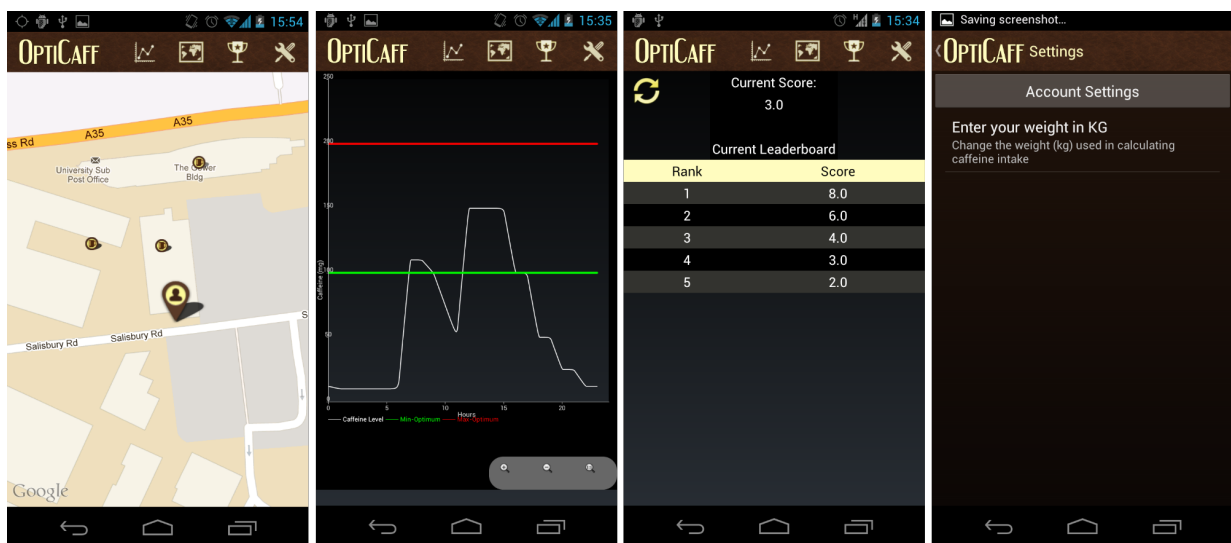 15:54
OPTICAFF
A35
A35
ss Rd
University Sub
Post Office
The Gower
Bldg
Salisbury Rd
Salisbury Rd
S
Google
15:35
OPTICAFF
250
200
150
100
50
0
Caffeine (mg)
0 5 10 15 20
Hours
Caffeine Level Min-Optimum Max-Optimum
15:34
OPTICAFF
Current Score:
3.0
Current Leaderboard
Rank Score
1 8.0
2 6.0
3 4.0
4 3.0
5 2.0
Saving screenshot...
OPTICAFF Settings
Account Settings
Enter your weight in KG
Change the weight (kg) used in calculating
caffeine intake